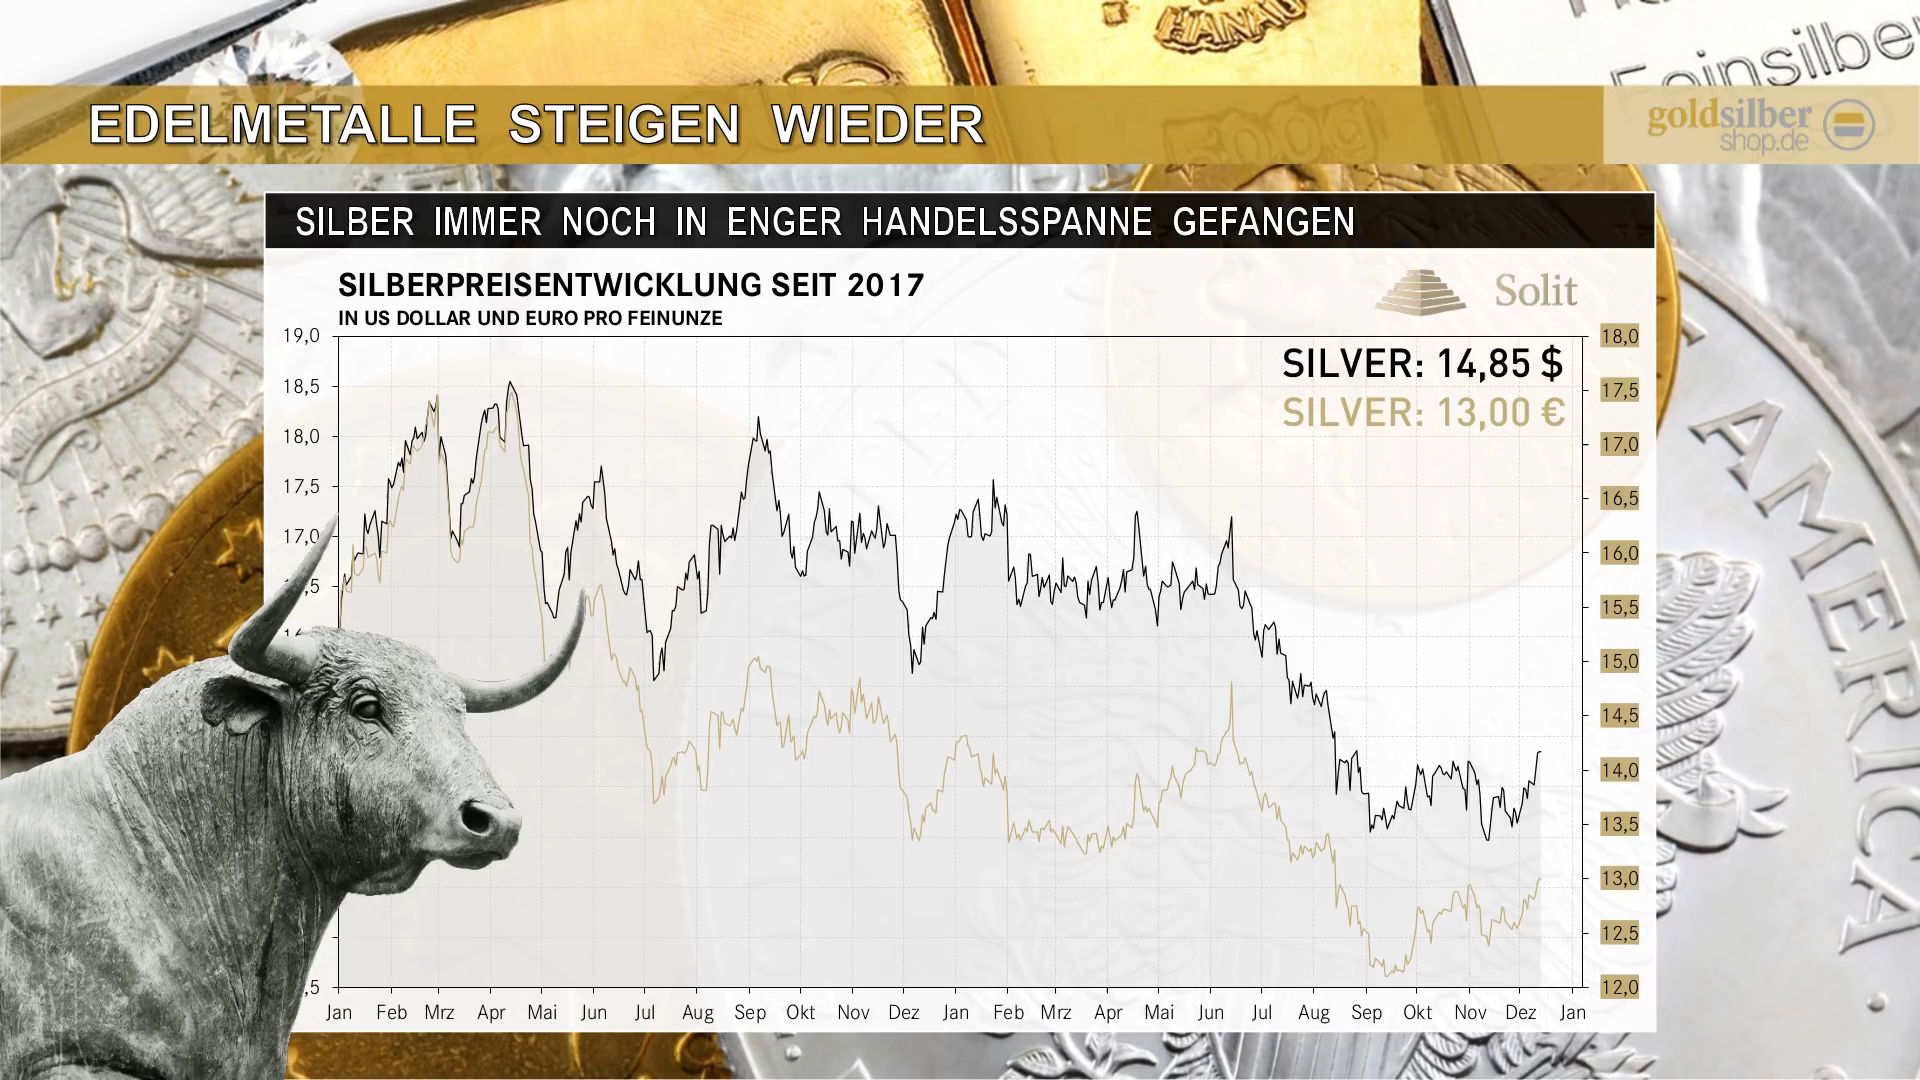 HANAU
Feinsilbe
500g
EDELMETALLE STEIGEN WIEDER
goldsilber
shop.de
SILBER IMMER NOCH IN ENGER HANDELSSPANNE GEFANGEN
SILBERPREISENTWICKLUNG SEIT 2017
IN US DOLLAR UND EURO PRO FEINUNZE
Solit
SILVER: 14,85 $
SILVER: 13,00 €
19,0
18,5
18,0
17,5
17,0
,5
,5
18,0
17,5
17,0
16,5
16,0
15,5
15,0
14,5
14,0
13,5
13,0
12,5
12,0
Jan Feb Mrz Apr Mai Jun Jul Aug Sep Okt Nov Dez Jan Feb Mrz Apr Mai Jun Jul Aug Sep Okt Nov Dez Jan
AMERICA